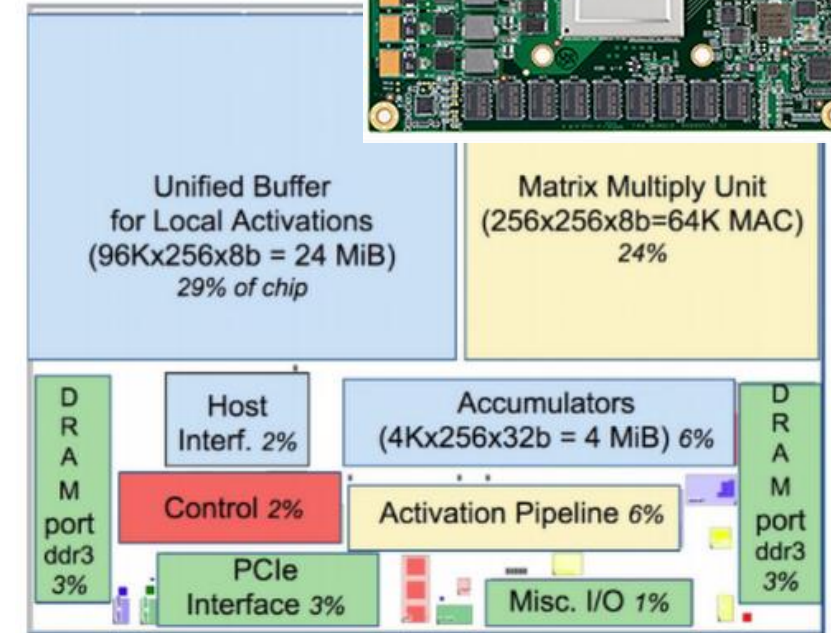 Unified Buffer
for Local Activations
(96Kx256x8b = 24 MiB)
29% of chip
Matrix Multiply Unit
(256x256x8b=64K MAC)
24%
D
R
A
M
port
ddr3
3%
Host
Interf. 2%
Accumulators
(4Kx256x32b = 4 MiB) 6%
Control 2%
Activation Pipeline 6%
PCIe
Interface 3%
Misc. I/O 1%
D
R
A
M
port
ddr3
3%